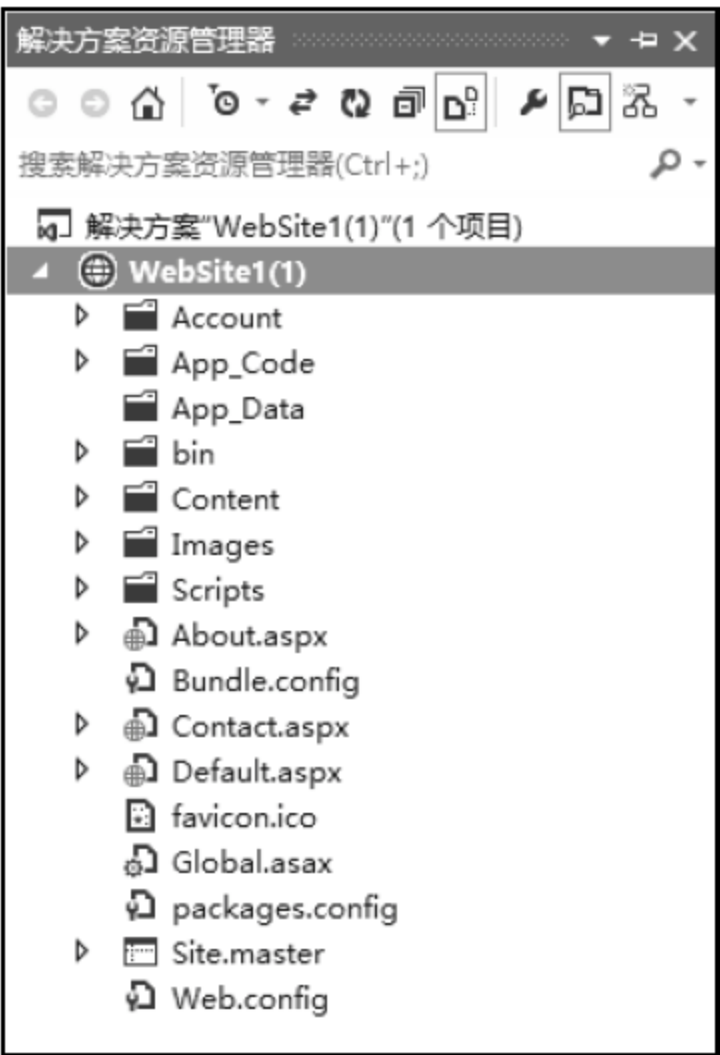 解决方案资源管理器
搜索解决方案资源管理器(Ctrl+;)
解决方案"WebSite1(1)"(1 个项目)
WebSite1(1)
Account
App_Code
App_Data
bin
Content
Images
Scripts
About.aspx
Bundle.config
Contact.aspx
Default.aspx
favicon.ico
Global.asax
packages.config
Site.master
Web.config